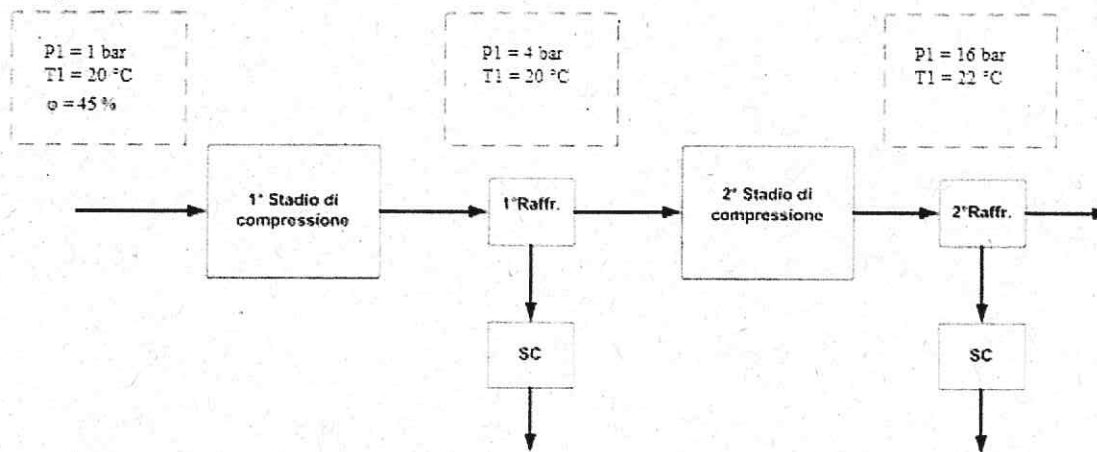 P1 = 1 bar
T1 = 20 °C
φ = 45 %
P1 = 4 bar
T1 = 20 °C
P1 = 16 bar
T1 = 22 °C
1° Stadio di
compressione
1°Raffr.
2° Stadio di
compressione
2°Raffr.
SC
SC